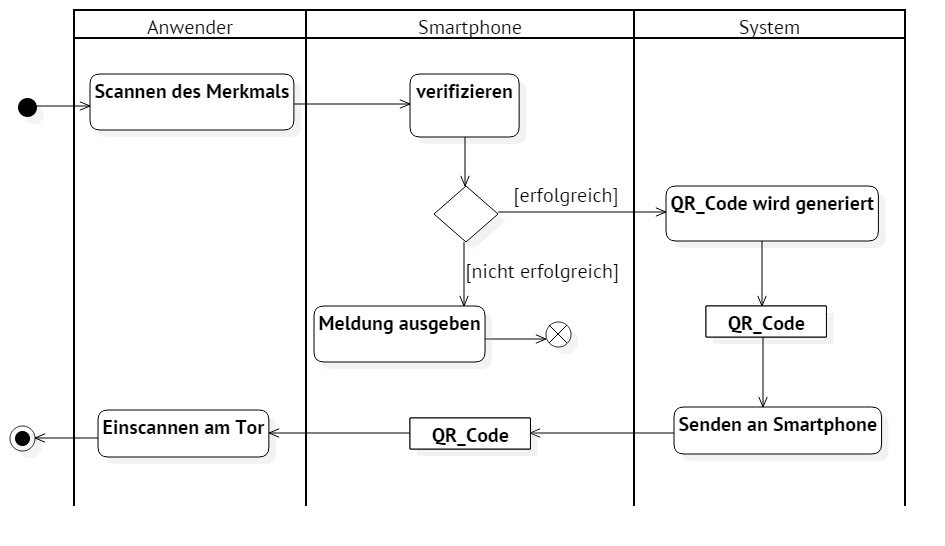 Anwender
Smartphone
System
Scannen des Merkmals
verifizieren
[erfolgreich]
QR_Code wird generiert
[nicht erfolgreich]
Meldung ausgeben
QR_Code
Senden an Smartphone
QR_Code
Einscannen am Tor